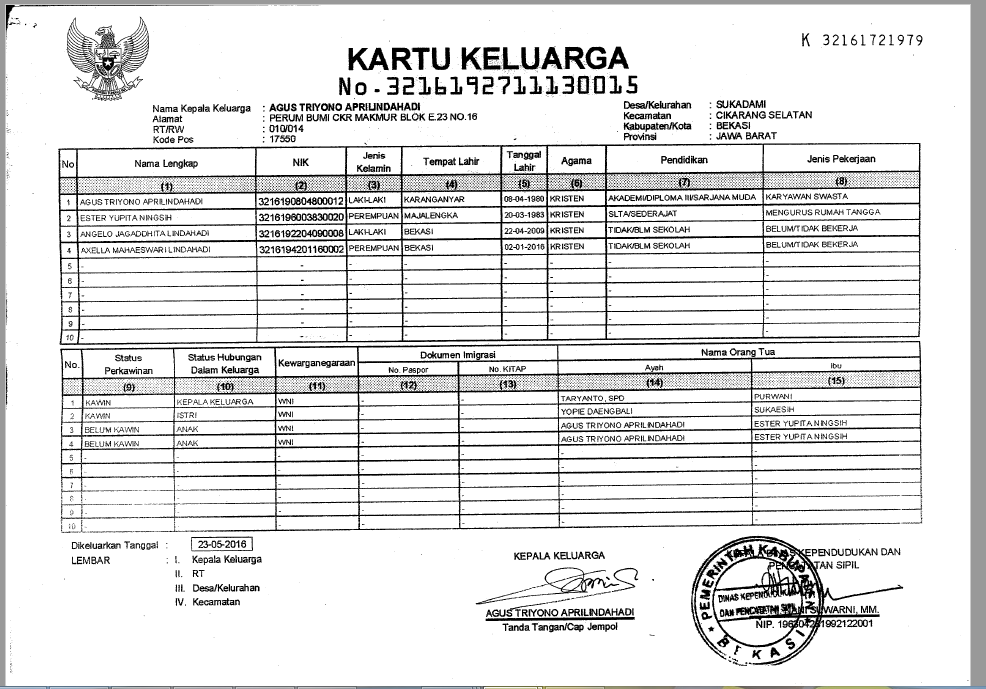 K 32161721979
KARTU KELUARGA
No. 3216192711130015
Nama Kepala Keluarga : AGUS TRIYONO APRILINDAHADI
Alamat : PERUM BUMI CKR MAKMUR BLOK E.23 NO.16
RT/RW : 010/014
Kode Pos : 17550
Desa/Kelurahan : SUKADAMI
Kecamatan : CIKARANG SELATAN
Kabupaten/Kota : BEKASI
Provinsi : JAWA BARAT
No Nama Lengkap NIK Jenis Kelamin Tempat Lahir Tanggal Lahir Agama Pendidikan Jenis Pekerjaan
(1) (2) (3) (4) (5) (6) (7) (8)
1 AGUS TRIYONO APRILINDAHADI 3216190804800012 LAKI-LAKI KARANGANYAR 08-04-1980 KRISTEN AKADEMI/DIPLOMA III/SARJANA MUDA KARYAWAN SWASTA
2 ESTER YUPITA NINGSIH 3216196003830020 PEREMPUAN MAJALENGKA 20-03-1983 KRISTEN SLTA/SEDERAJAT MENGURUS RUMAH TANGGA
3 ANGELO JAGADDHITA LINDAHADI 3216192204090008 LAKI-LAKI BEKASI 22-04-2009 KRISTEN TIDAK/BLM SEKOLAH BELUM/TIDAK BEKERJA
4 AXELLA MAHAESWARI LINDAHADI 3216194201160002 PEREMPUAN BEKASI 02-01-2016 KRISTEN TIDAK/BLM SEKOLAH BELUM/TIDAK BEKERJA
5 - - - - - - - -
6 - - - - - - - -
7 - - - - - - - -
8 - - - - - - - -
9 - - - - - - - -
10 - - - - - - - -
No. Status Perkawinan Status Hubungan Dalam Keluarga Kewarganegaraan Dokumen Imigrasi Nama Orang Tua
No. Paspor No. KITAP Ayah Ibu
(9) (10) (11) (12) (13) (14) (15)
1 KAWIN KEPALA KELUARGA WNI - - TARYANTO, SPD PURWANI
2 KAWIN ISTRI WNI - - YOPIE DAENGBALI SUKAESIH
3 BELUM KAWIN ANAK WNI - - AGUS TRIYONO APRILINDAHADI ESTER YUPITA NINGSIH
4 BELUM KAWIN ANAK WNI - - AGUS TRIYONO APRILINDAHADI ESTER YUPITA NINGSIH
5 - - - - - - -
6 - - - - - - -
7 - - - - - - -
8 - - - - - - -
9 - - - - - - -
10 - - - - - - -
Dikeluarkan Tanggal : 23-05-2016
LEMBAR : I. Kepala Keluarga
II. RT
III. Desa/Kelurahan
IV. Kecamatan
KEPALA KELUARGA
AGUS TRIYONO APRILINDAHADI
Tanda Tangan/Cap Jempol
KEPENDUDUKAN DAN
SIPIL
PEMERINTAH KABUPATEN
DINAS KEPENDUDUKAN
DAN PENCATATAN SIPIL
BEKASI
SUWARNI, MM.